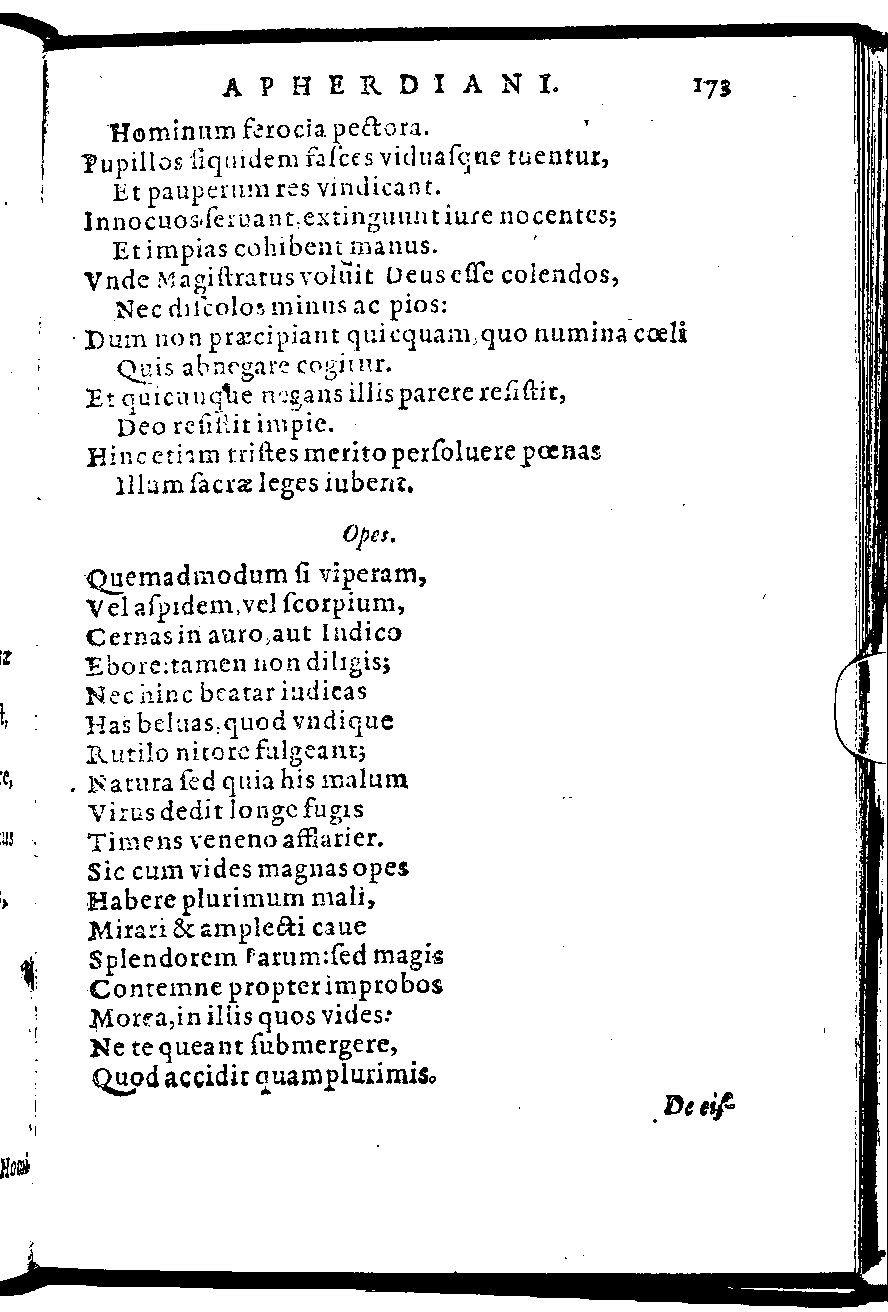 APHERDIANI. 173
Hominum ferocia pectora.
Pupillos siquidem fasces viduasque tuentur,
Et pauperum res vindicant.
Innocuos seruant, extinguunt iure nocentes;
Et impias cohibent manus.
Vnde Magistratus voluit Deus esse colendos,
Nec discolos minus ac pios:
Dum non præcipiant quicquam, quo numina cœli
Quis abnegare cogitur.
Et quicunque negans illis parere resistit,
Deo resistit impie.
Hinc etiam tristes merito persoluere pœnas
Illum sacræ leges iubent.
Opes.
Quemadmodum si viperam,
Vel aspidem, vel scorpium,
Cernas in auro, aut Indico
Ebore: tamen non diligis;
Nec hinc beatar iudicas
Has beluas, quod vndique
Rutilo nitore fulgeant;
Natura sed quia his malum
Virus dedit longe fugis
Timens veneno afflarier.
Sic cum vides magnas opes
Habere plurimum mali,
Mirari & amplecti caue
Splendorem harum: sed magis
Contemne propter improbos
Mores, in illis quos vides:
Ne te queant submergere,
Quod accidit quamplurimis.
De eis-